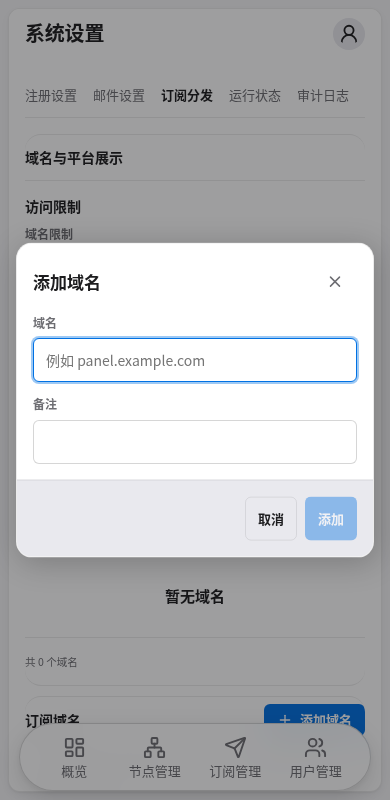 系统设置
注册设置 邮件设置 订阅分发 运行状态 审计日志
域名与平台展示
访问限制
域名限制
添加域名
域名
例如 panel.example.com
备注
取消 添加
暂无域名
共 0 个域名
订阅域名 + 添加域名
概览 节点管理 订阅管理 用户管理